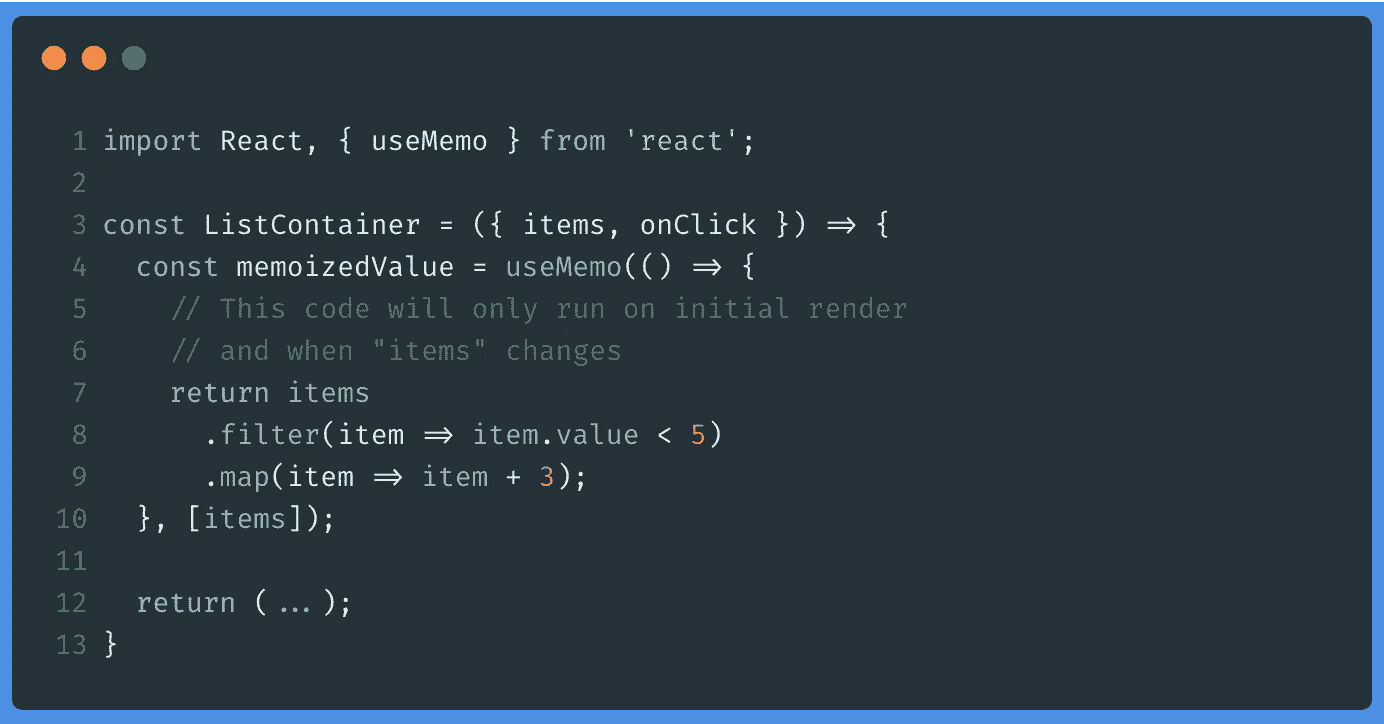 1 import React, { useMemo } from 'react';
2
3 const ListContainer = ({ items, onClick }) => {
4   const memoizedValue = useMemo(() => {
5     // This code will only run on initial render
6     // and when "items" changes
7     return items
8       .filter(item => item.value < 5)
9       .map(item => item + 3);
10   }, [items]);
11
12   return (...);
13 }